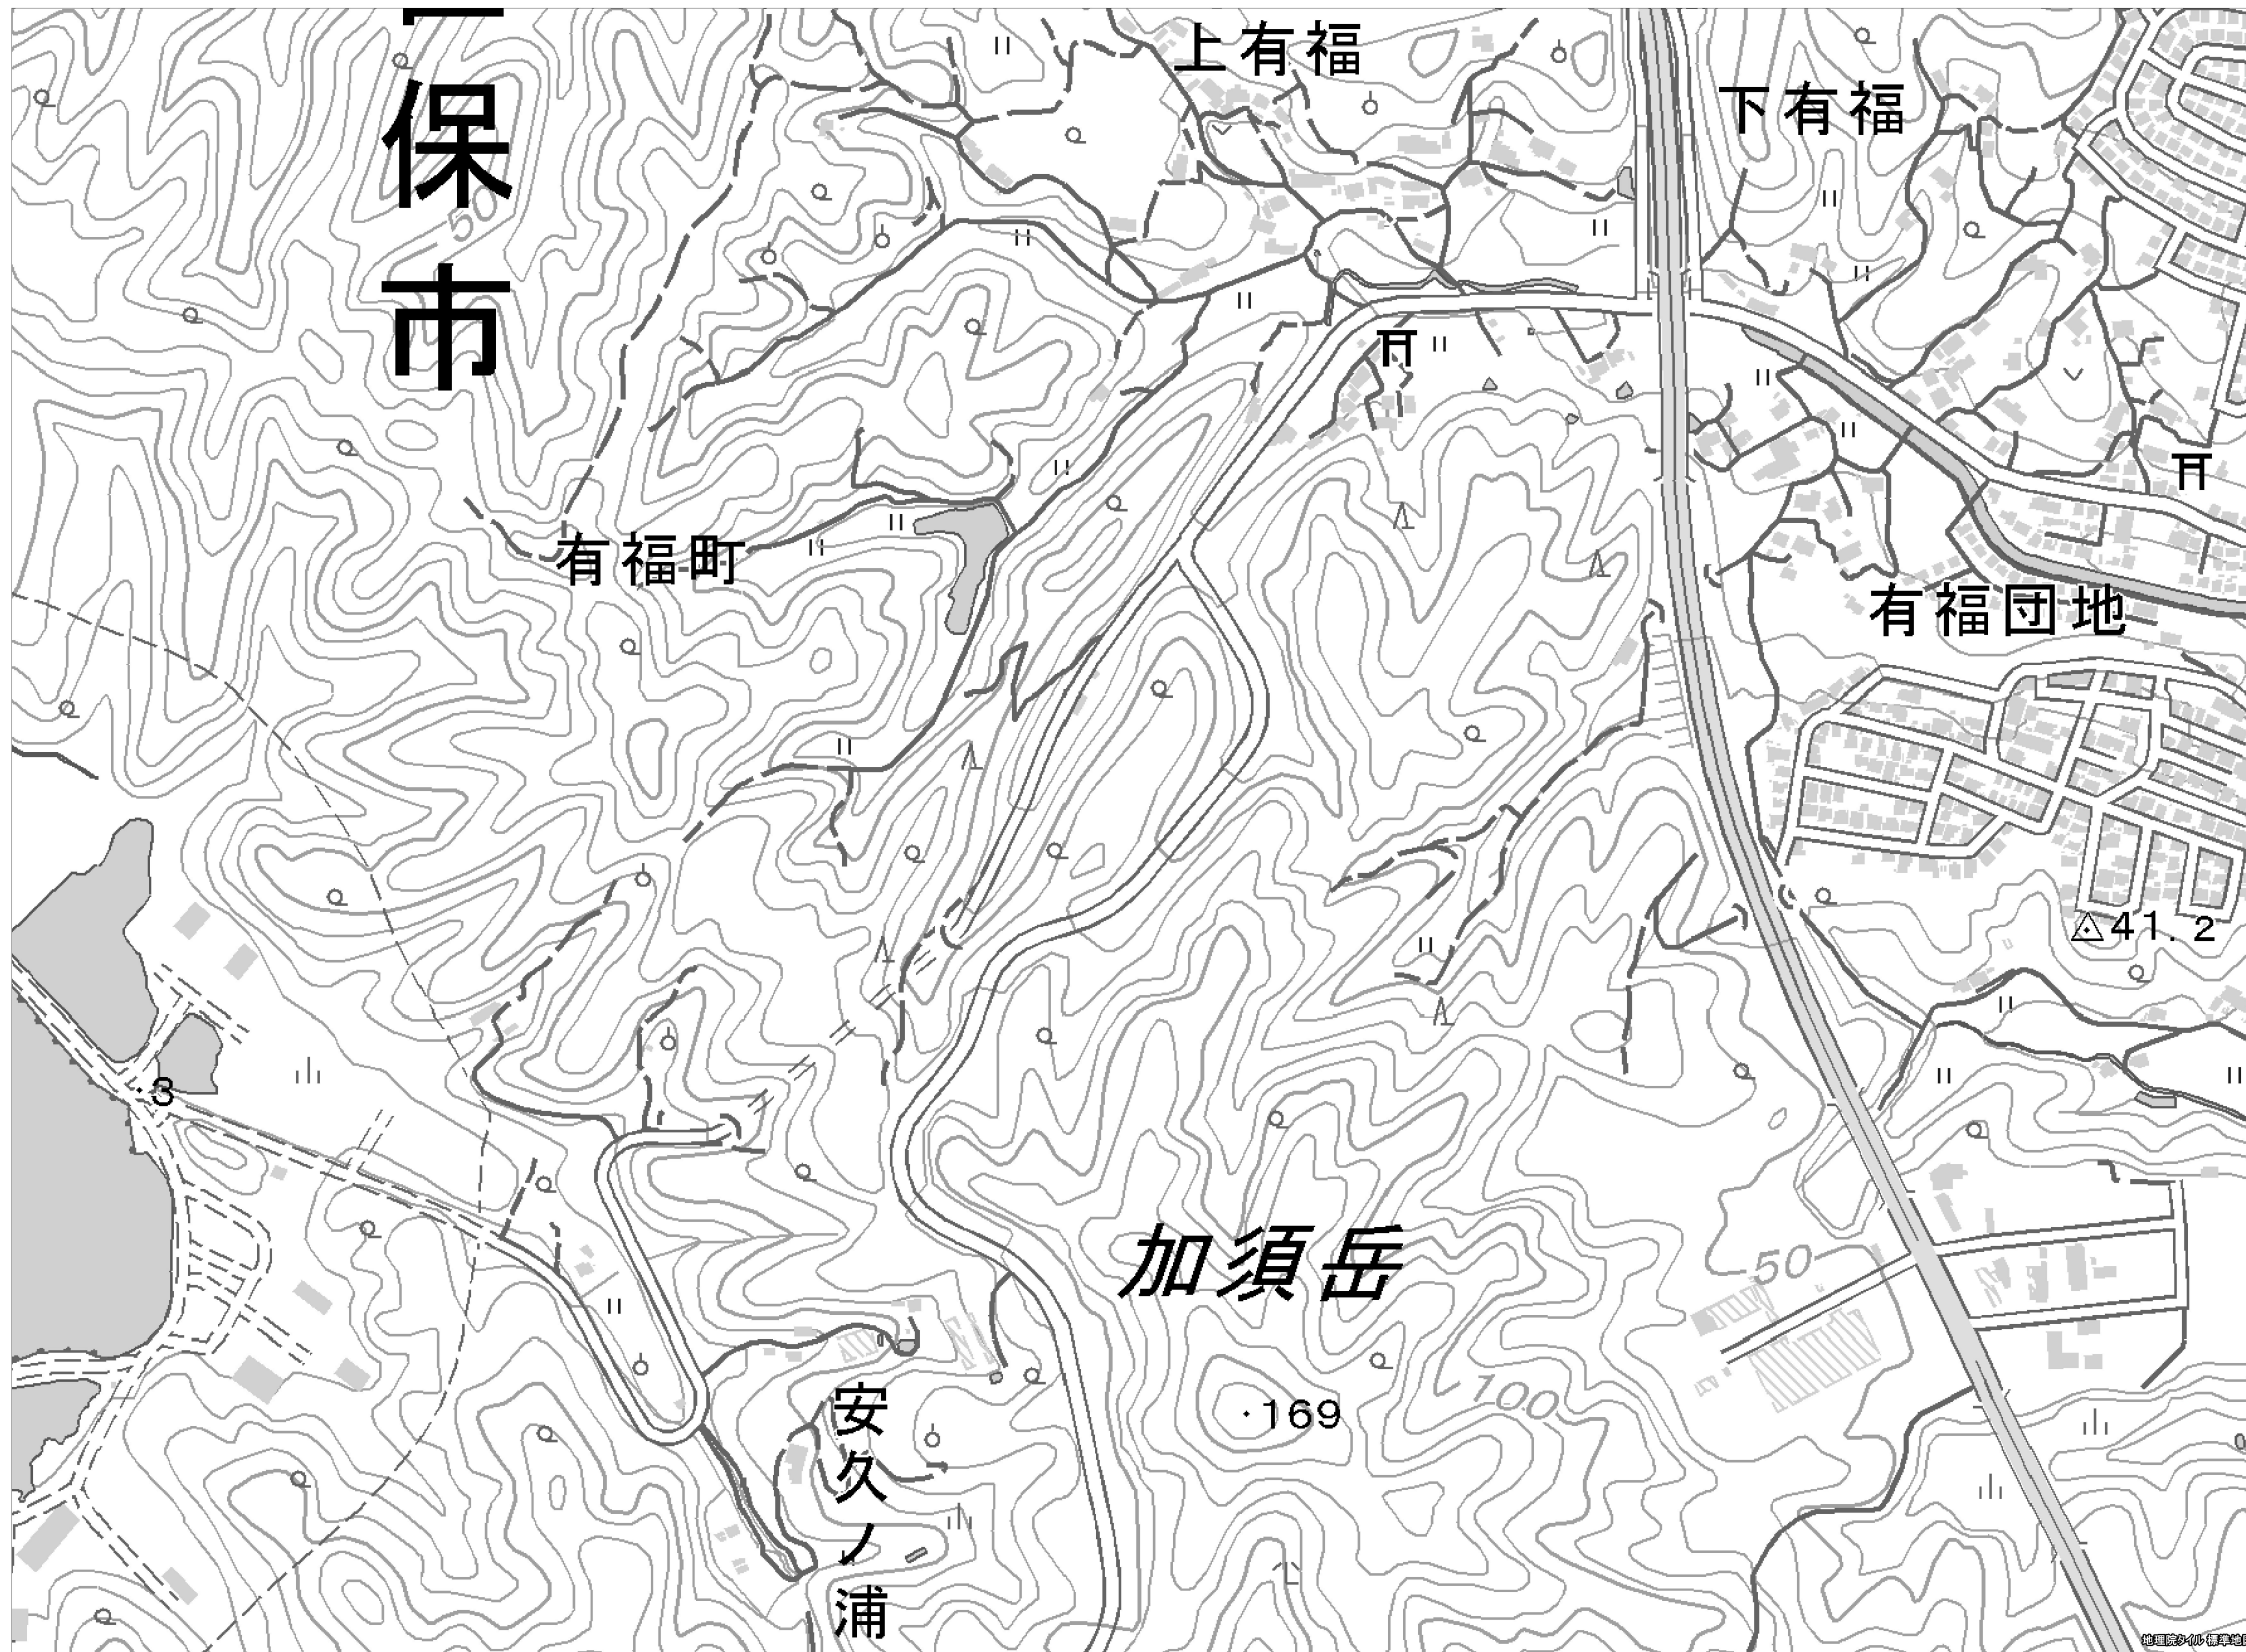 保市
上有福
下有福
50
有福町
有福団地
41.2
3
加須岳
50
169
100
安久ノ浦
地理院タイル 標準地図